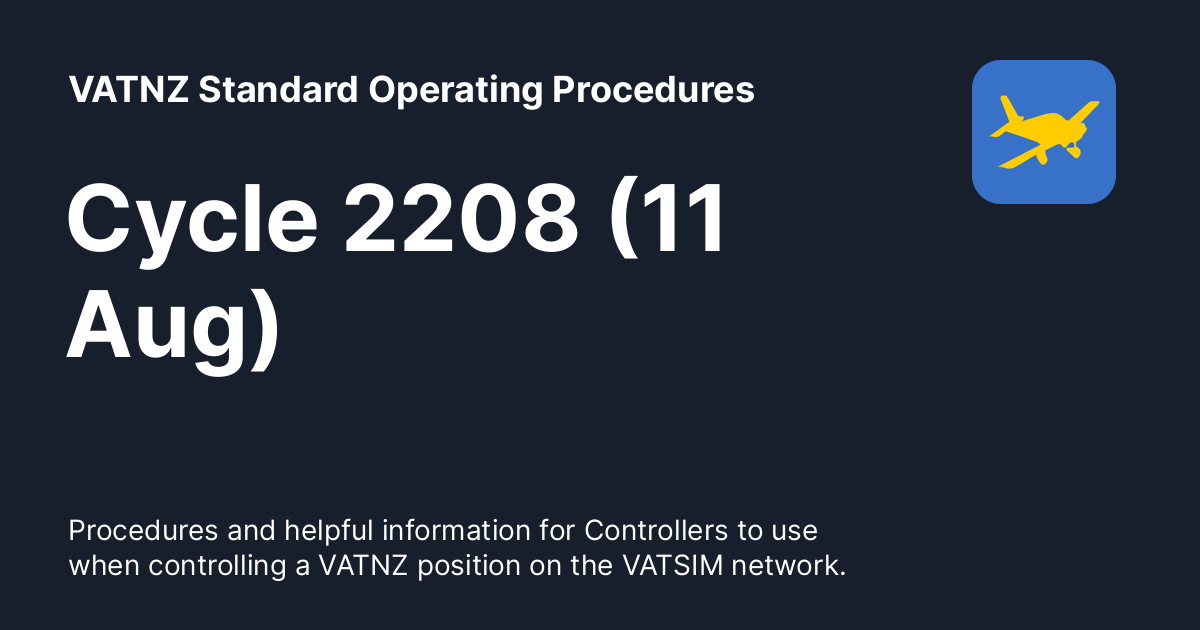 VATNZ Standard Operating Procedures
Cycle 2208 (11
Aug)
Procedures and helpful information for Controllers to use
when controlling a VATNZ position on the VATSIM network.